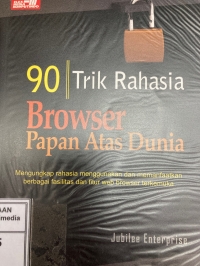 90 Trik Rahasia
Browser
Papan Atas Dunia
Mengungkap rahasia menggunakan dan memanfaatkan
berbagai fasilitas dan fitur web browser terkemuka
AAN
media
S
Jubilee Enterprise